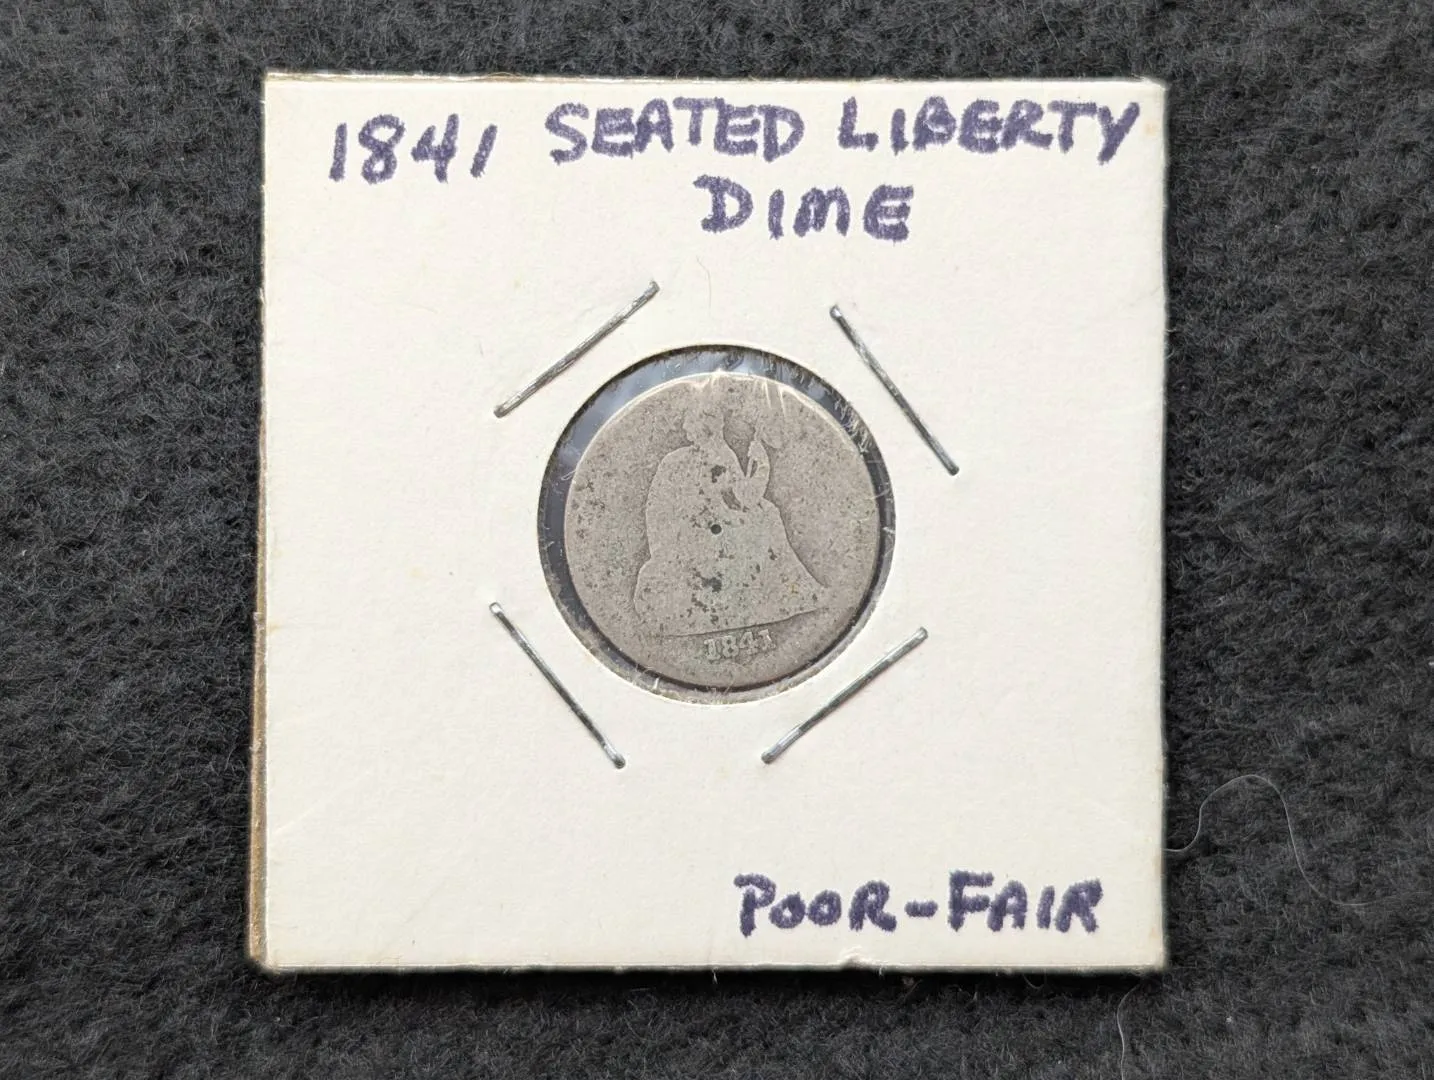 1841 SEATED LIBERTY
DIME
1841
POOR-FAIR